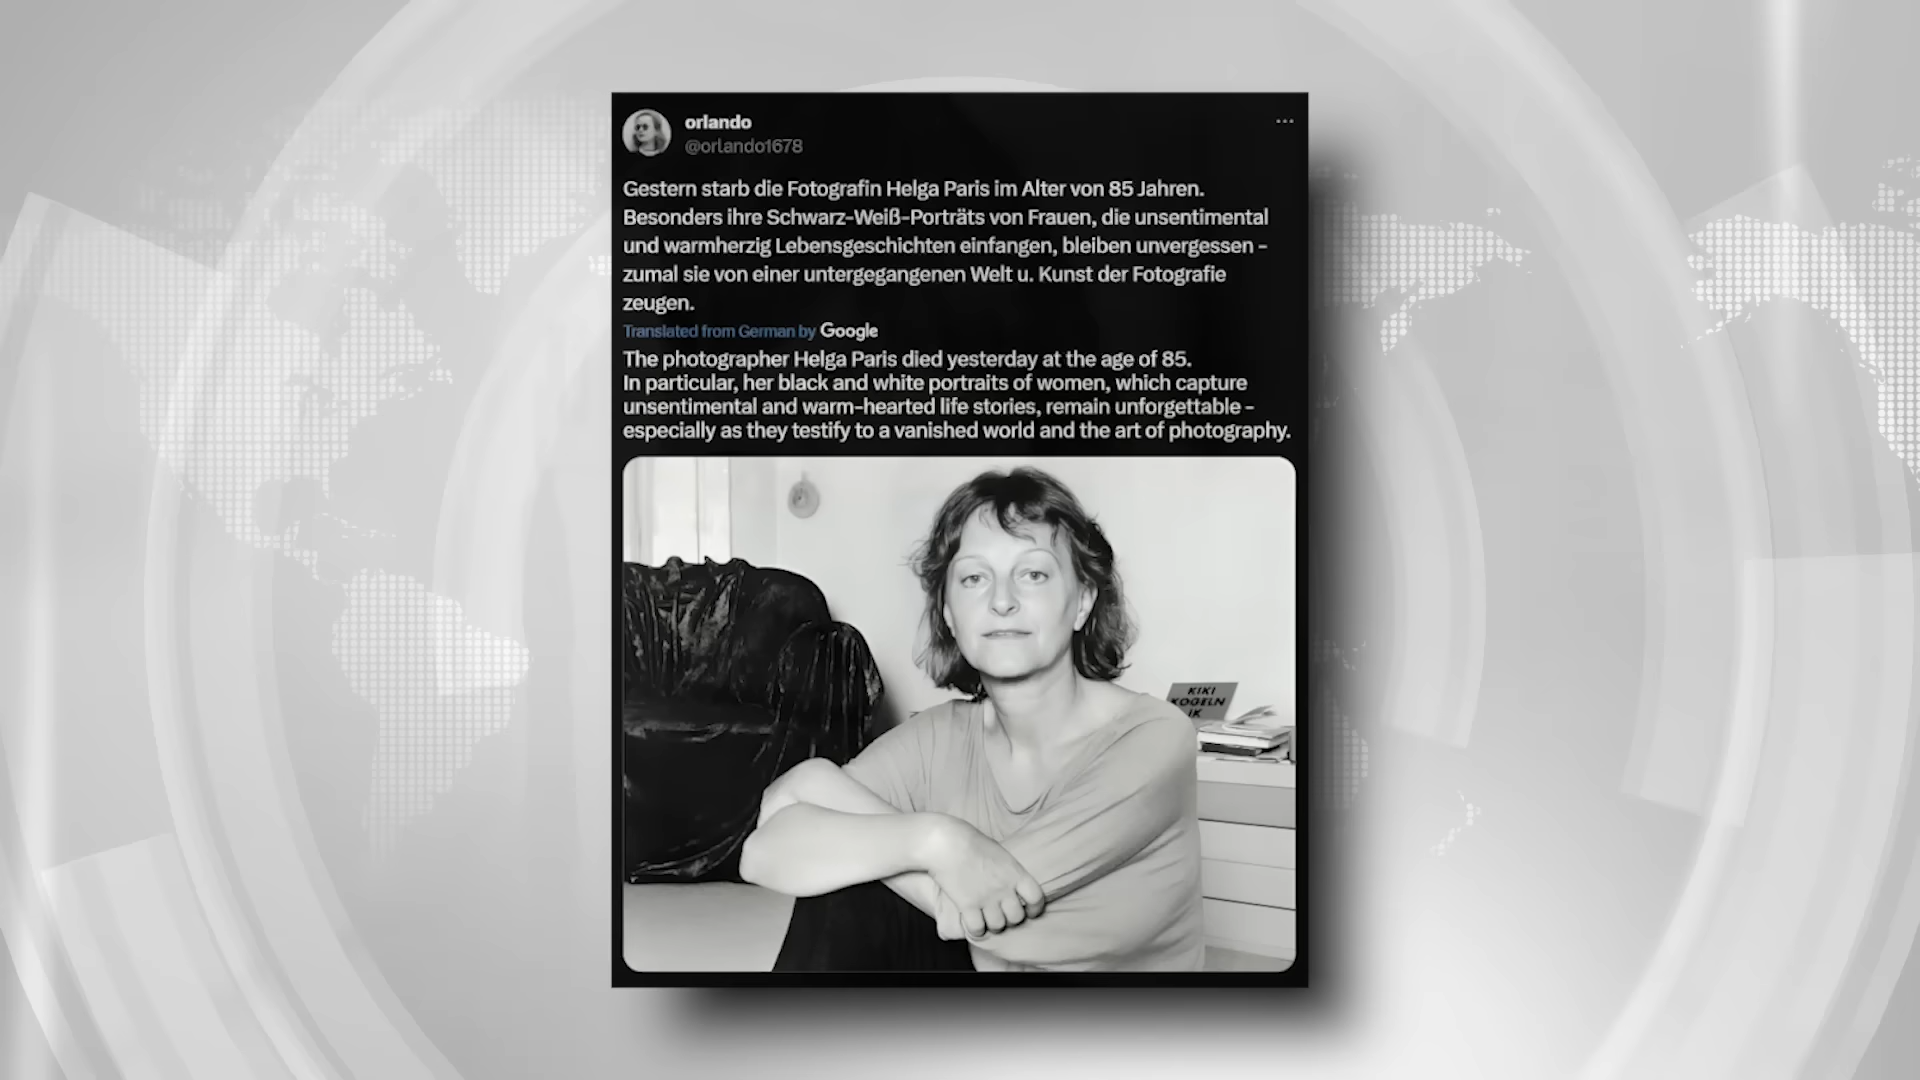 orlando
@orlando1678
Gestern starb die Fotografin Helga Paris im Alter von 85 Jahren.
Besonders ihre Schwarz-Weiß-Porträts von Frauen, die unsentimental
und warmherzig Lebensgeschichten einfangen, bleiben unvergessen -
zumal sie von einer untergegangenen Welt u. Kunst der Fotografie
zeugen.
Translated from German by Google
The photographer Helga Paris died yesterday at the age of 85.
In particular, her black and white portraits of women, which capture
unsentimental and warm-hearted life stories, remain unforgettable -
especially as they testify to a vanished world and the art of photography.
KIKI
KOGELN
IK